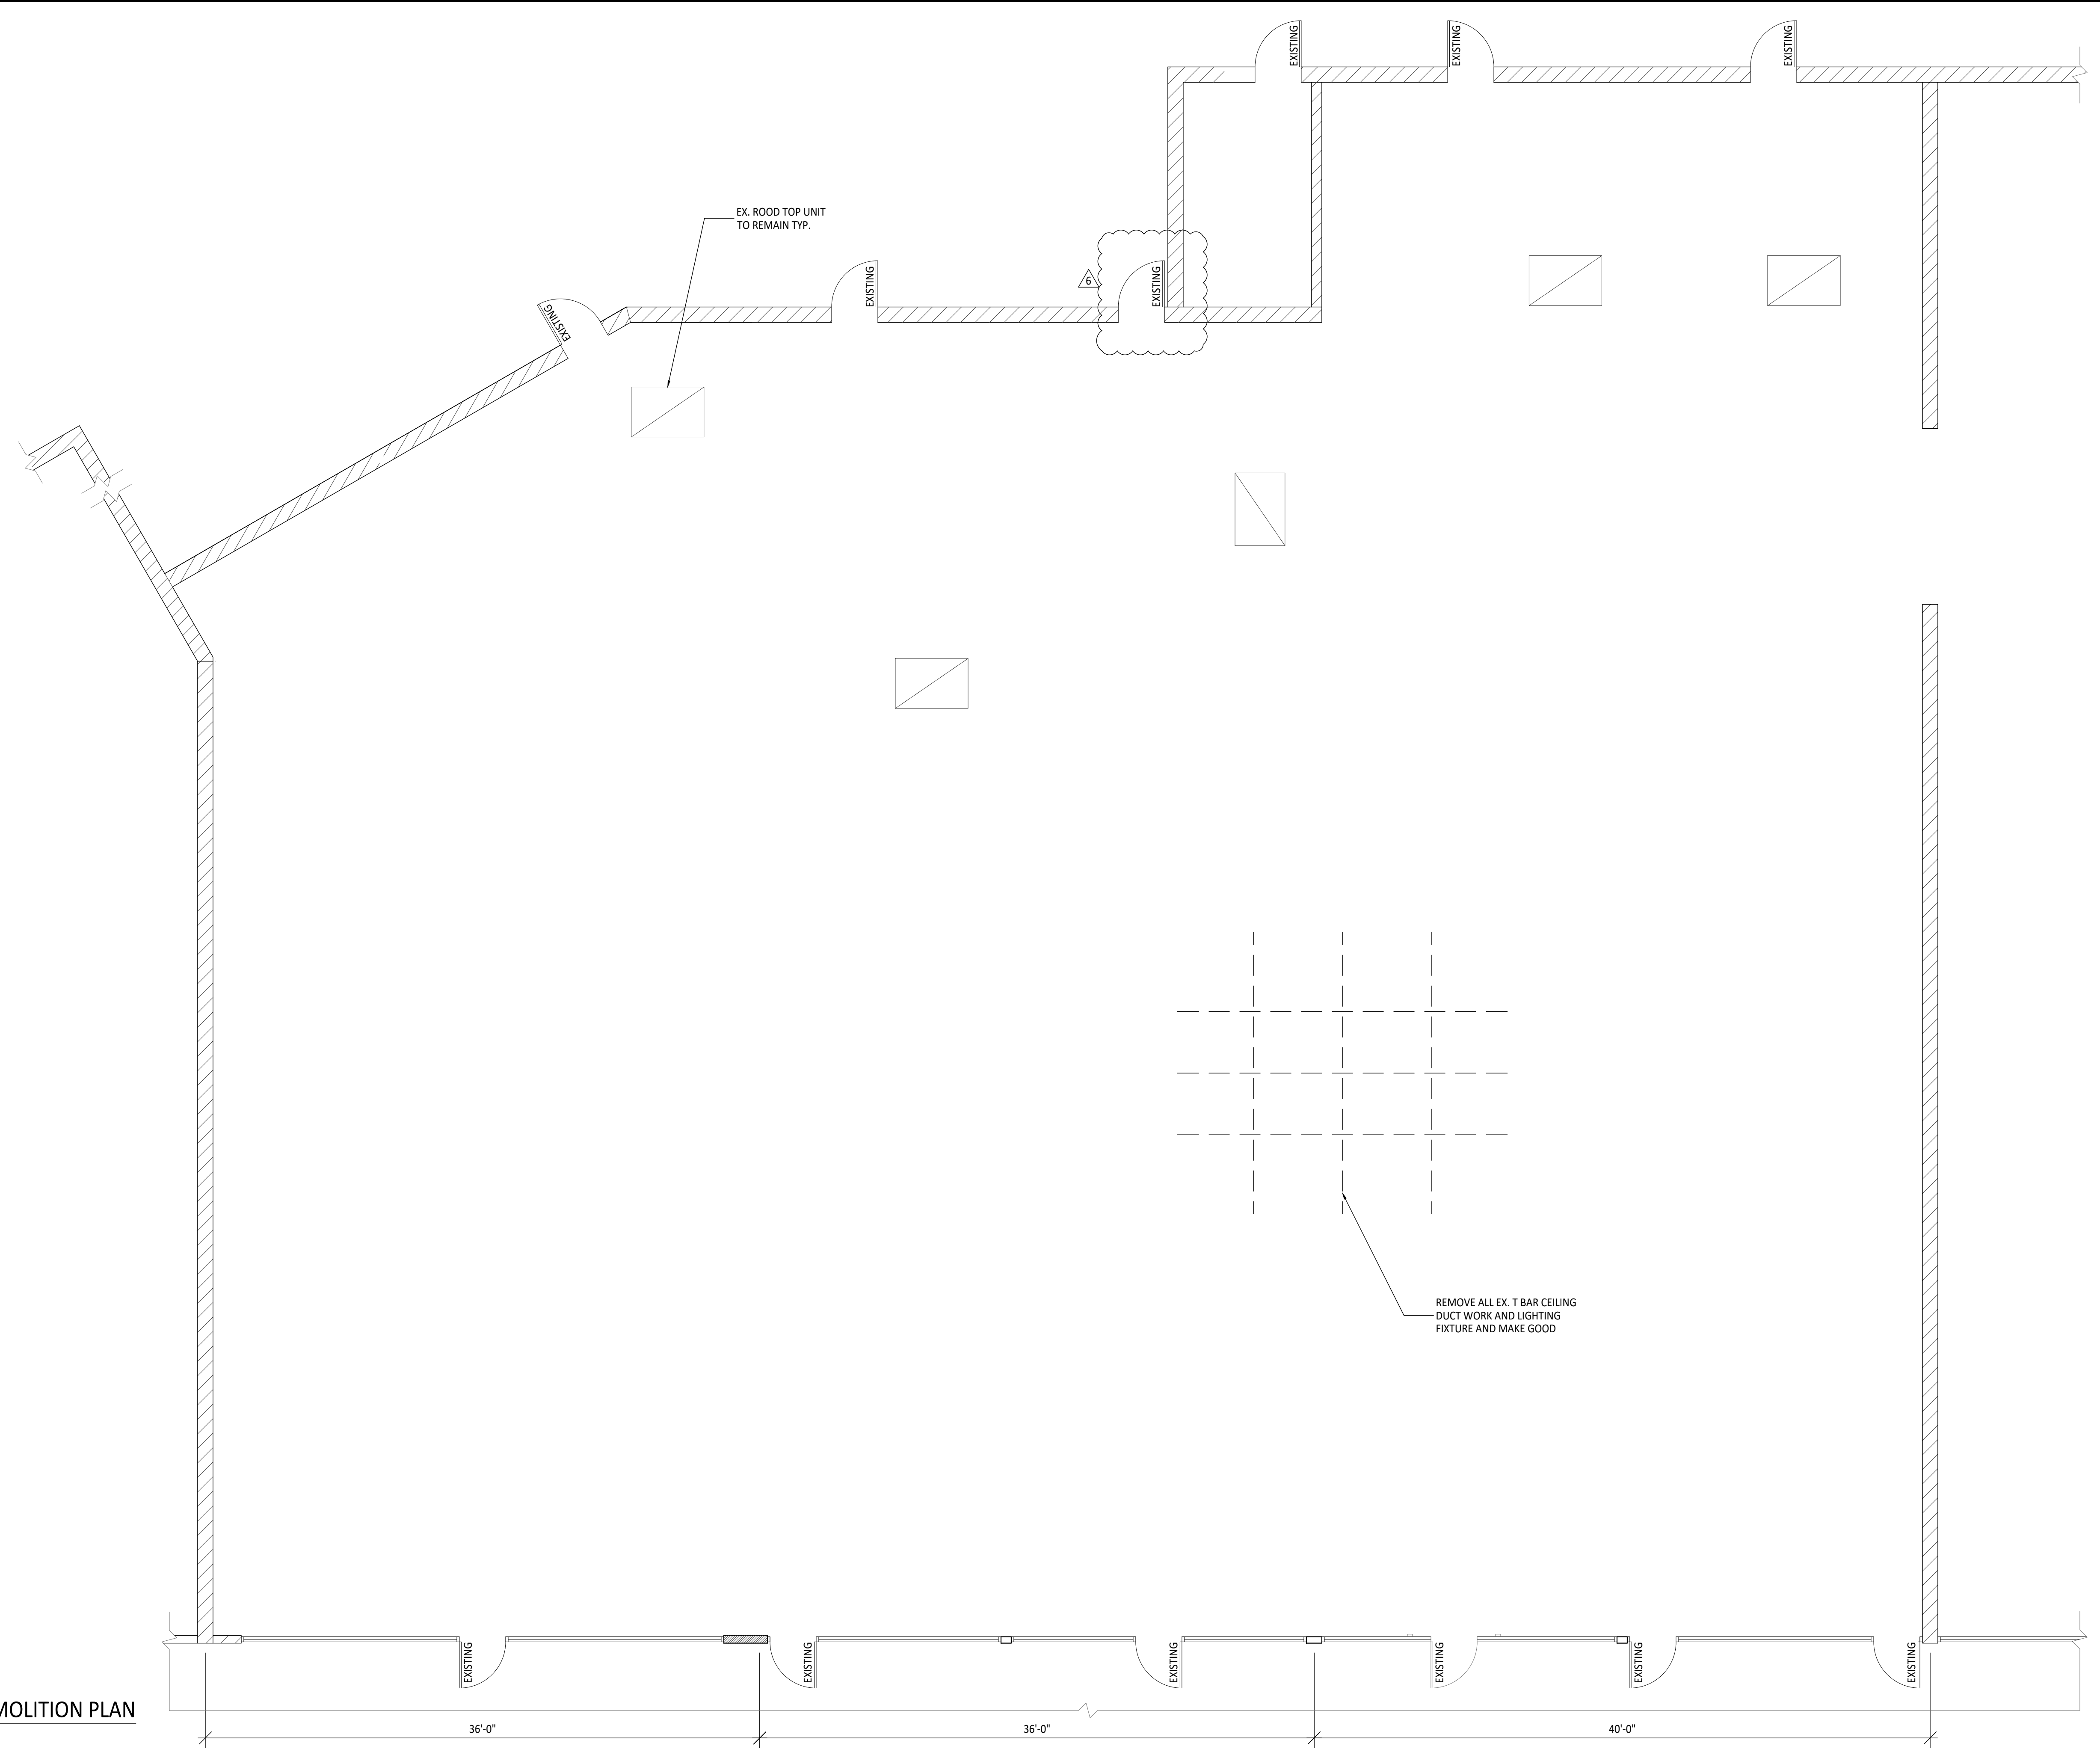 EXISTING
EXISTING
EXISTING
EX. ROOD TOP UNIT
TO REMAIN TYP.
EXISTING
EXISTING
6
EXISTING
REMOVE ALL EX. T BAR CEILING
DUCT WORK AND LIGHTING
FIXTURE AND MAKE GOOD
EXISTING
EXISTING
EXISTING
EXISTING
EXISTING
EXISTING
MOLITION PLAN
36'-0"
36'-0"
40'-0"